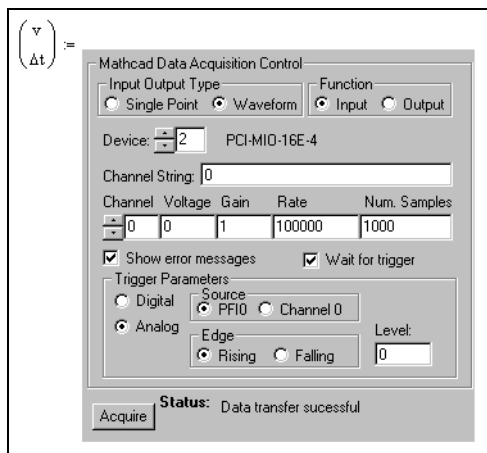 v
Δt
:=
Mathcad Data Acquisition Control
Input Output Type
Function
Single Point Waveform
Input Output
Device: 2 PCI-MIO-16E-4
Channel String: 0
Channel Voltage Gain Rate Num. Samples
0 0 1 100000 1000
Show error messages Wait for trigger
Trigger Parameters
Digital
Analog
Source
PFI0 Channel 0
Edge
Rising Falling
Level:
0
Acquire
Status: Data transfer sucessful